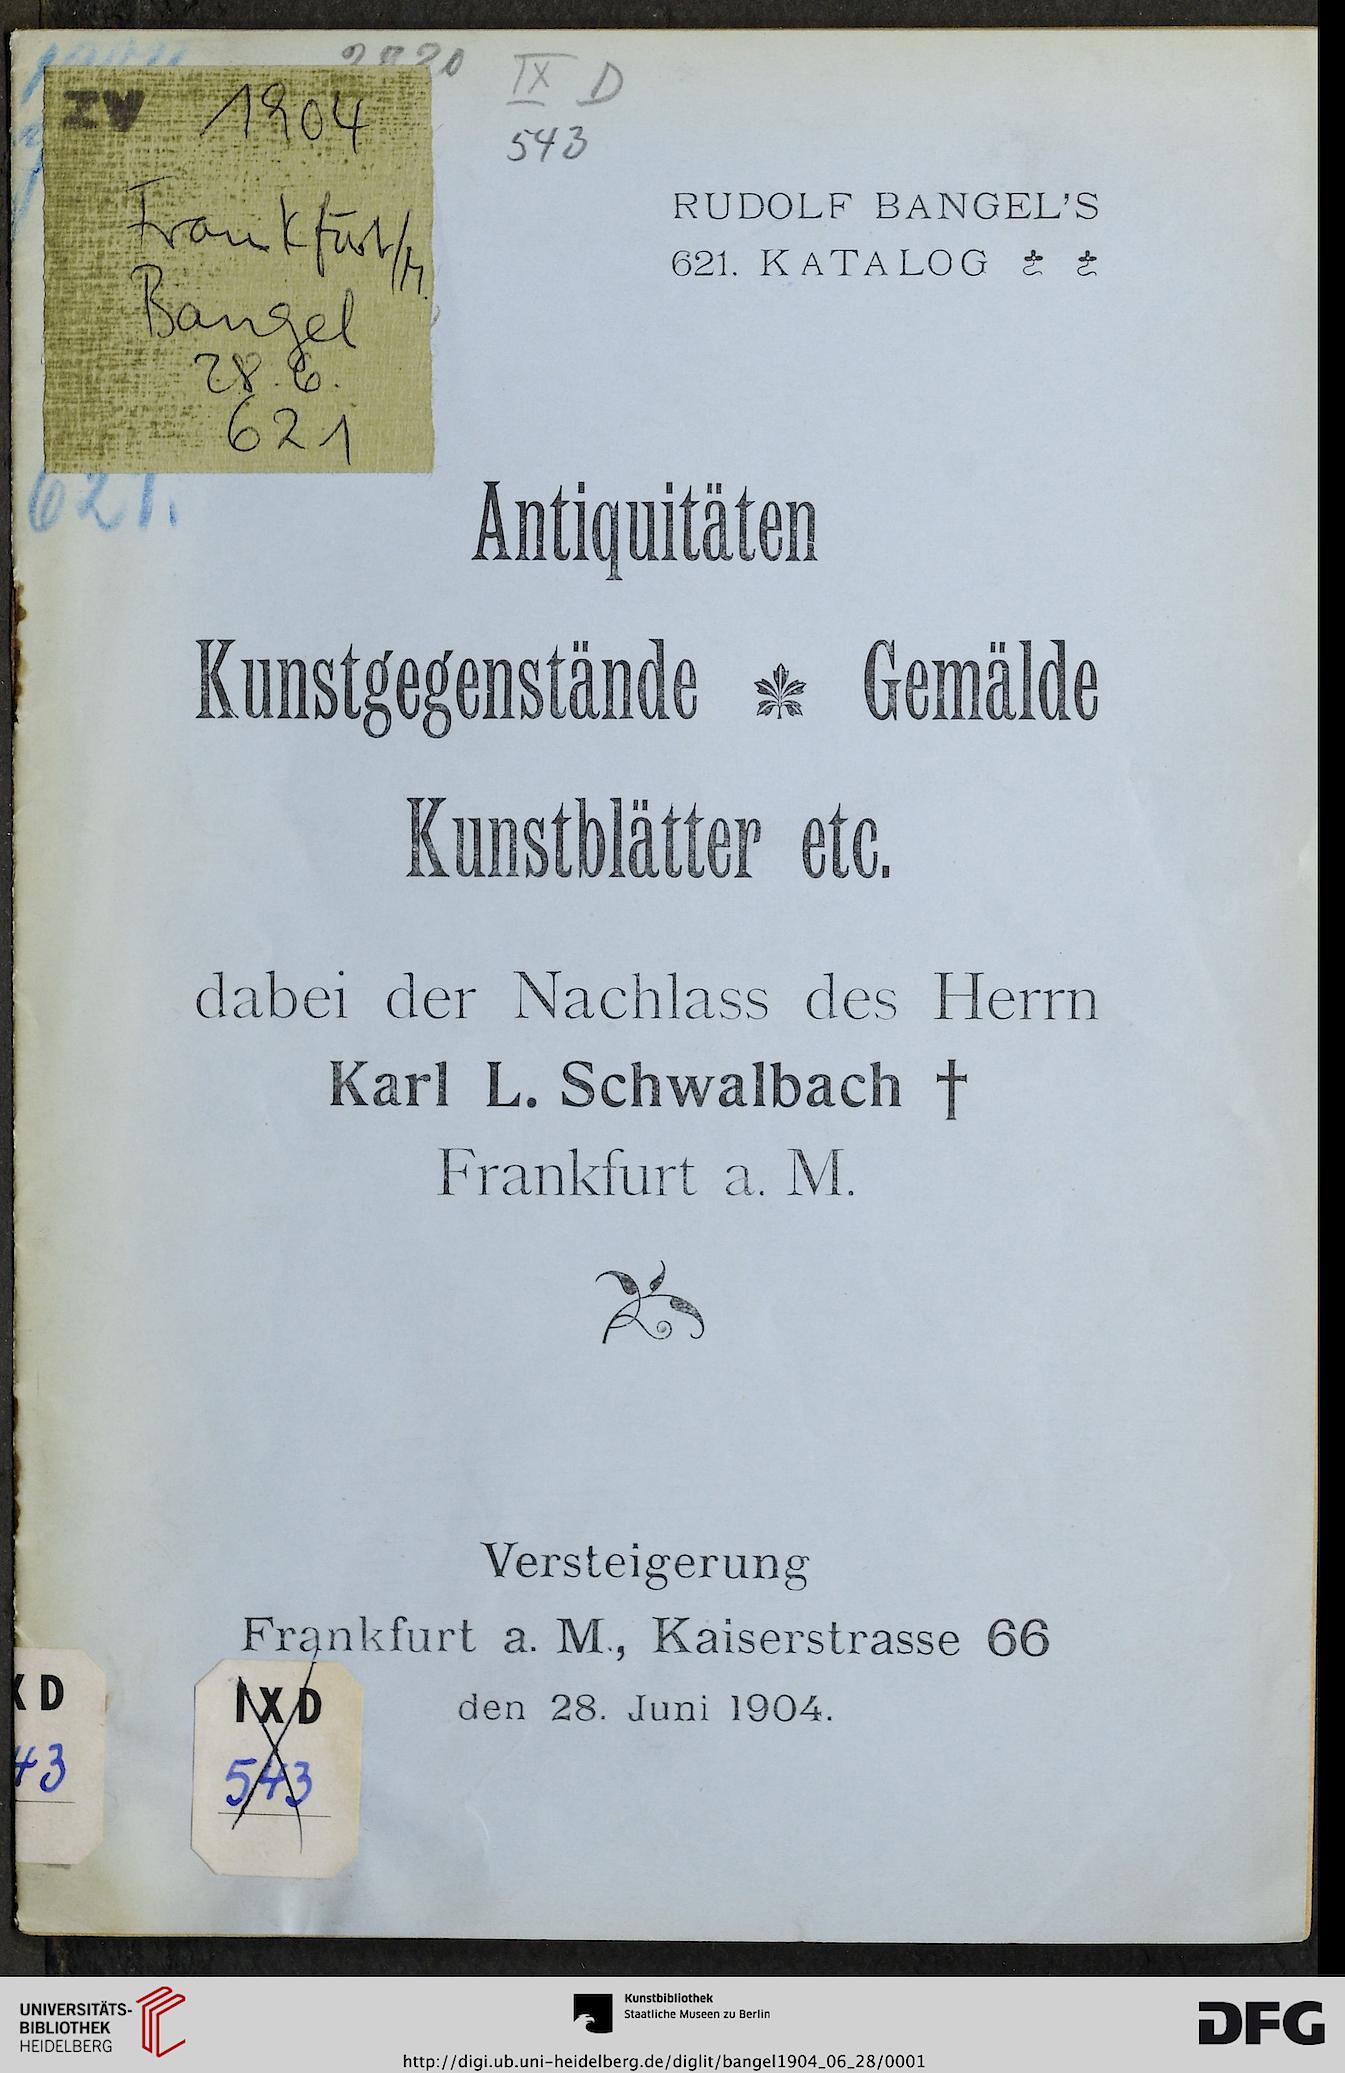 IX D
543
ZV 1904
Frankfurt/M.
Bangel
28.6.
621
621.
RUDOLF BANGEL'S
621. KATALOG
Antiquitäten
Kunstgegenstände Gemälde
Kunstblätter etc.
dabei der Nachlass des Herrn
Karl L. Schwalbach †
Frankfurt a. M.
Versteigerung
Frankfurt a. M., Kaiserstrasse 66
den 28. Juni 1904.
X D
43
IXD
543
UNIVERSITÄTS-
BIBLIOTHEK
HEIDELBERG
Kunstbibliothek
Staatliche Museen zu Berlin
http://digi.ub.uni-heidelberg.de/diglit/bangel1904_06_28/0001
DFG